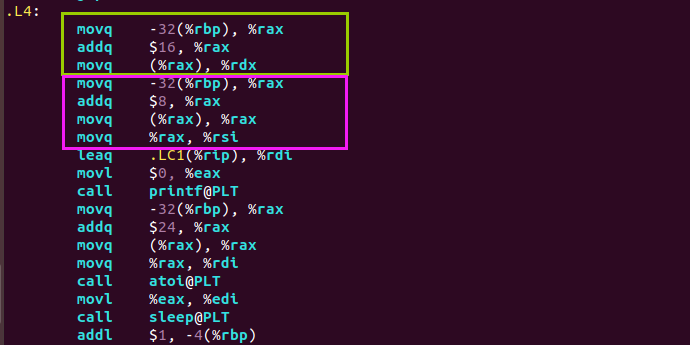 .L4:
movq -32(%rbp), %rax
addq $16, %rax
movq (%rax), %rdx
movq -32(%rbp), %rax
addq $8, %rax
movq (%rax), %rax
movq %rax, %rsi
leaq .LC1(%rip), %rdi
movl $0, %eax
call printf@PLT
movq -32(%rbp), %rax
addq $24, %rax
movq (%rax), %rax
movq %rax, %rdi
call atoi@PLT
movl %eax, %edi
call sleep@PLT
addl $1, -4(%rbp)